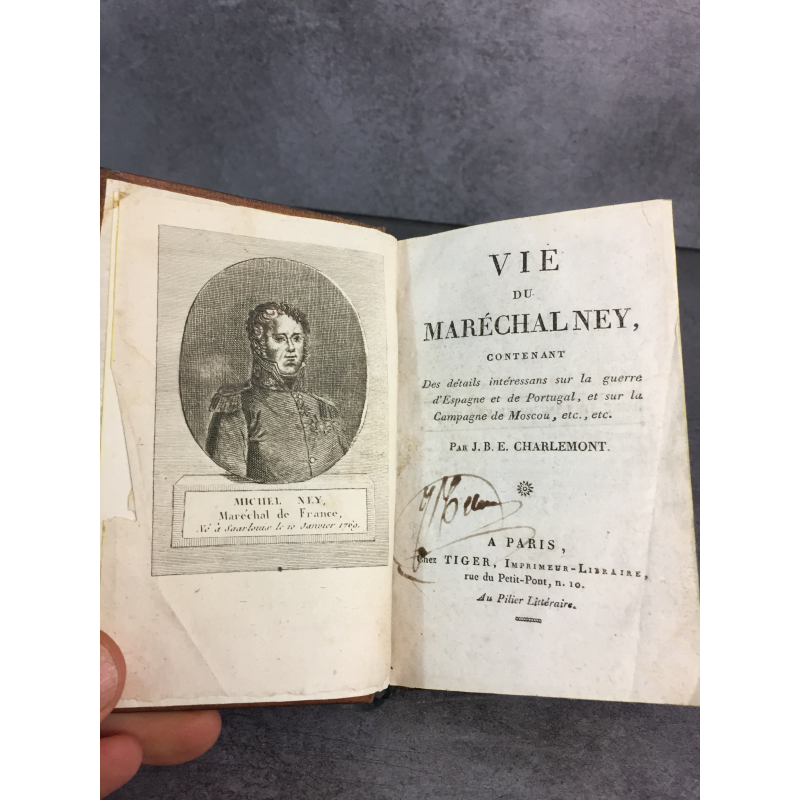 MICHEL NEY,
Maréchal de France,
Né à Saarlouis le 10 Janvier 1769.
VIE
DU
MARÉCHAL NEY,
CONTENANT
Des détails intéressans sur la guerre
d'Espagne et de Portugal, et sur la
Campagne de Moscou, etc., etc.
PAR J. B. E. CHARLEMONT.
A PARIS,
Chez TIGER, IMPRIMEUR-LIBRAIRE,
rue du Petit-Pont, n. 10.
Au Pilier Littéraire.